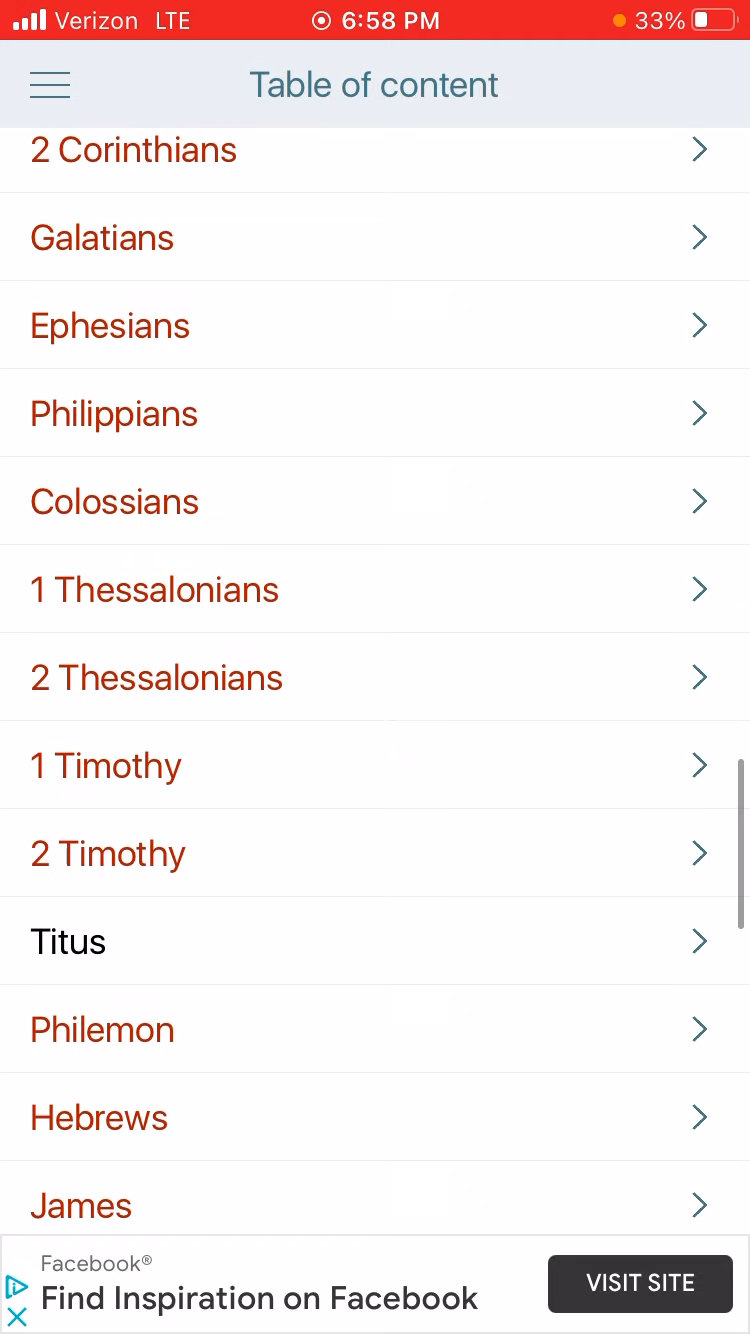 Verizon LTE 6:58 PM 33%
Table of content
2 Corinthians
Galatians
Ephesians
Philippians
Colossians
1 Thessalonians
2 Thessalonians
1 Timothy
2 Timothy
Titus
Philemon
Hebrews
James
Facebook®
Find Inspiration on Facebook
VISIT SITE